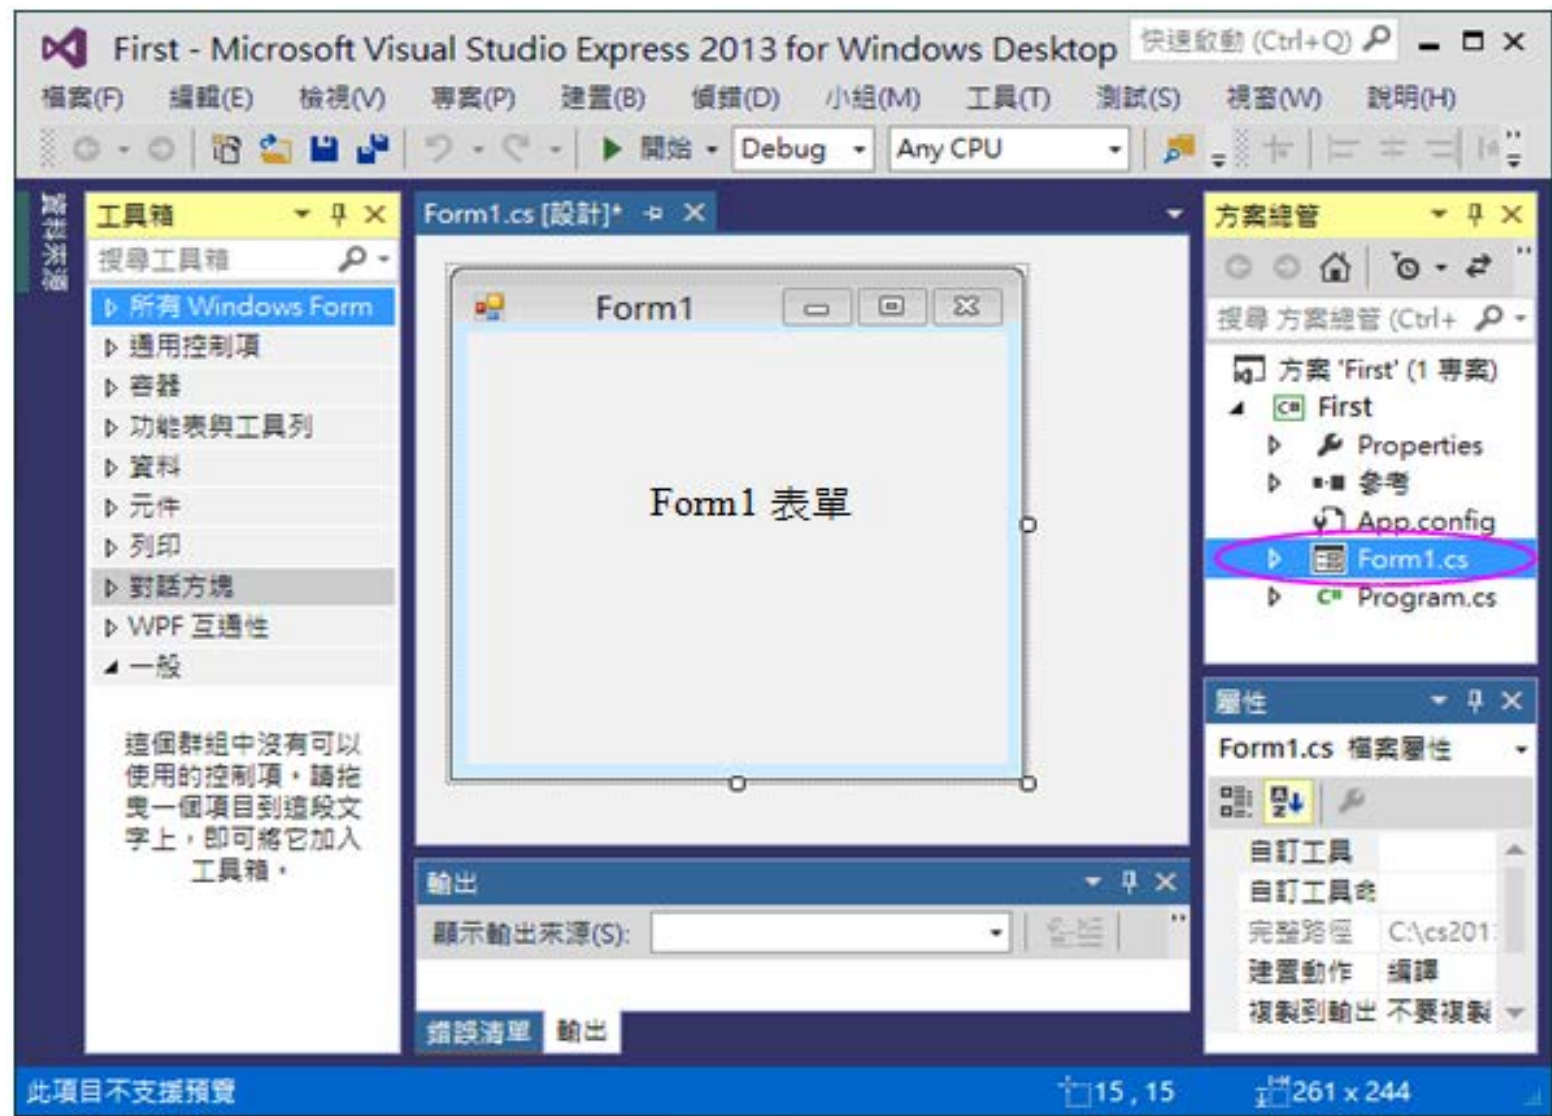 First - Microsoft Visual Studio Express 2013 for Windows Desktop
快速啟動 (Ctrl+Q)
檔案(F) 編輯(E) 檢視(V) 專案(P) 建置(B) 偵錯(D) 小組(M) 工具(T) 測試(S) 視窗(W) 說明(H)
開始 Debug Any CPU
資料來源
工具箱
搜尋工具箱
所有 Windows Form
通用控制項
容器
功能表與工具列
資料
元件
列印
對話方塊
WPF 互通性
一般
這個群組中沒有可以
使用的控制項。請拖
曳一個項目到這段文
字上，即可將它加入
工具箱。
Form1.cs [設計]*
Form1
Form1 表單
輸出
顯示輸出來源(S):
錯誤清單 輸出
方案總管
搜尋 方案總管 (Ctrl+
方案 'First' (1 專案)
C# First
Properties
參考
App.config
Form1.cs
C# Program.cs
屬性
Form1.cs 檔案屬性
自訂工具
自訂工具命
完整路徑 C:\cs201
建置動作 編譯
複製到輸出 不要複製
此項目不支援預覽
15 , 15
261 x 244